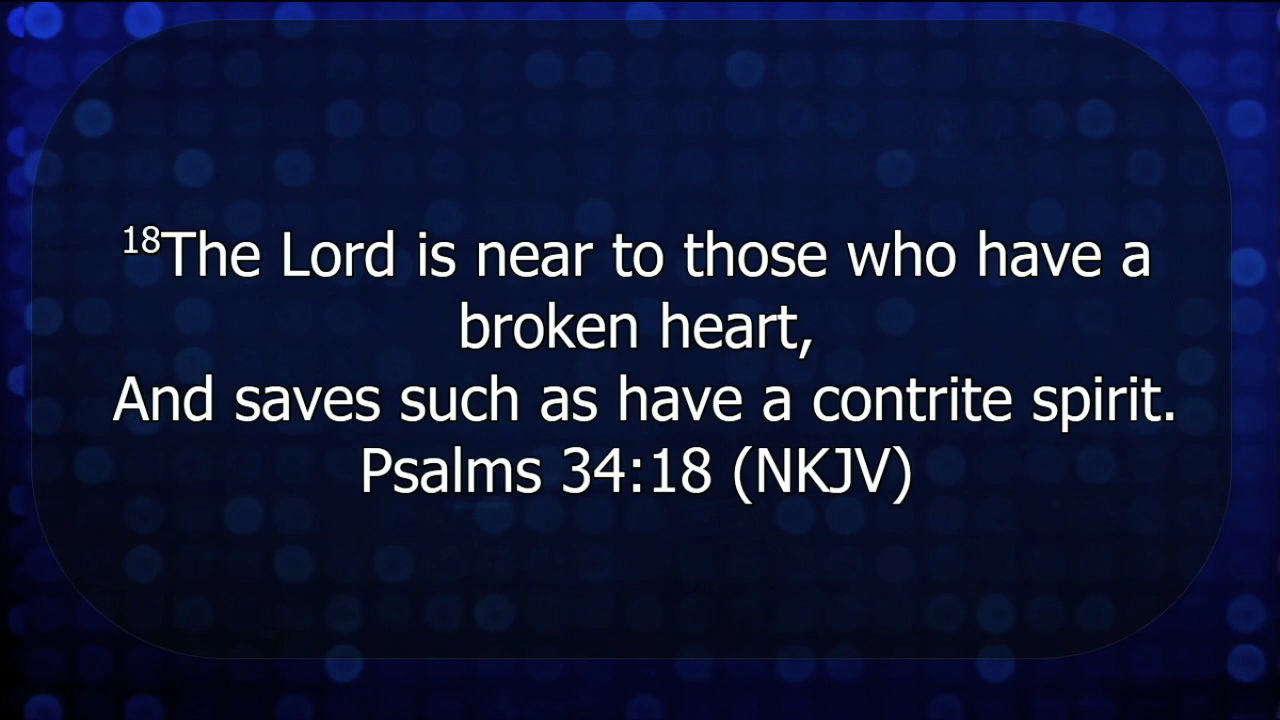 18The Lord is near to those who have a
broken heart,
And saves such as have a contrite spirit.
Psalms 34:18 (NKJV)